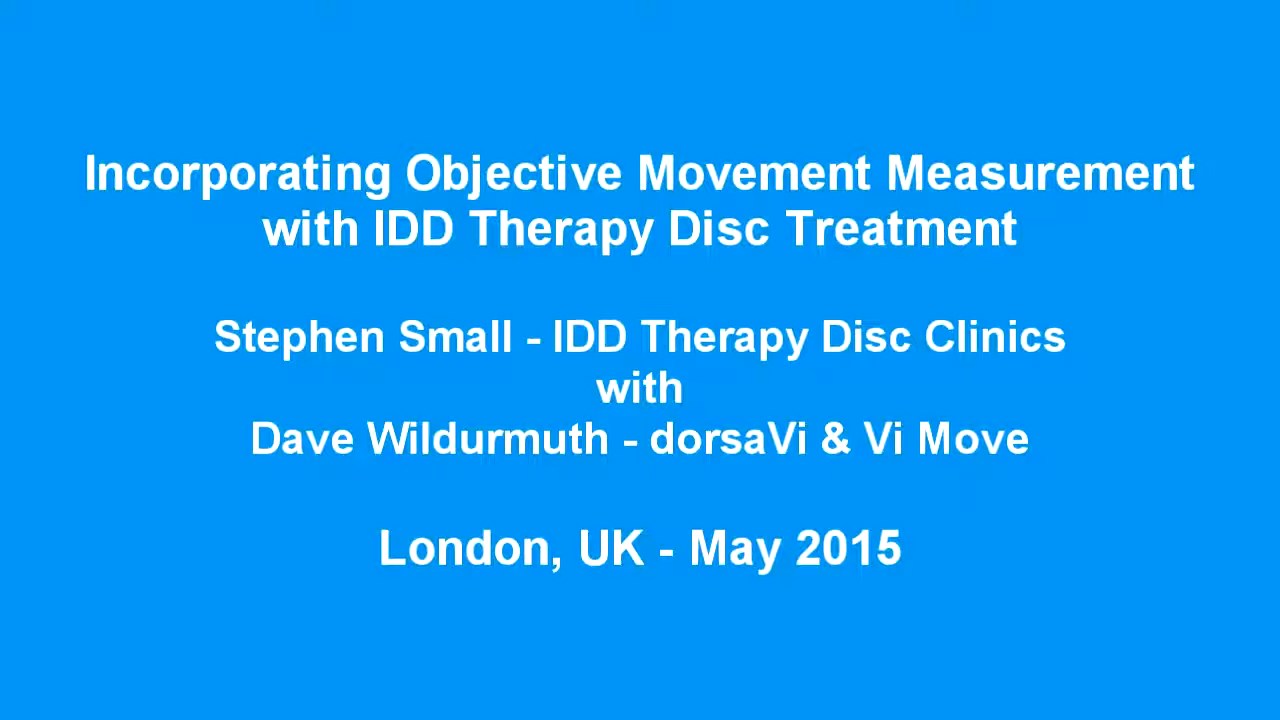 Incorporating Objective Movement Measurement
with IDD Therapy Disc Treatment
Stephen Small - IDD Therapy Disc Clinics
with
Dave Wildurmuth - dorsaVi & Vi Move
London, UK - May 2015